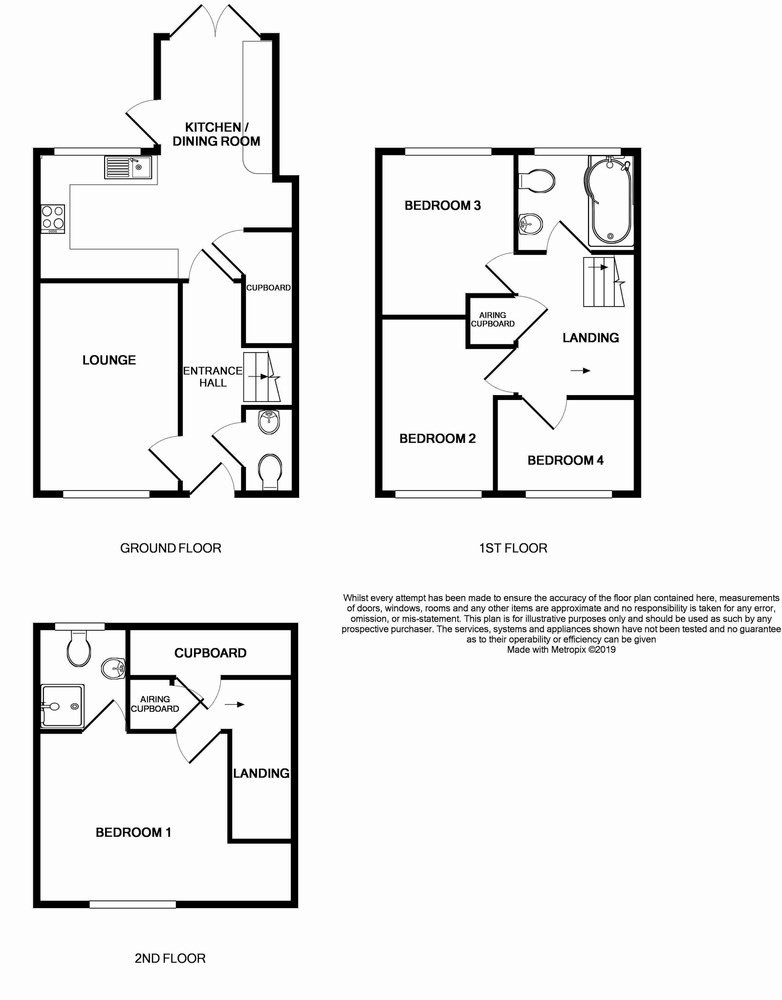 KITCHEN /
DINING ROOM
CUPBOARD
LOUNGE
ENTRANCE
HALL
GROUND FLOOR
BEDROOM 3
AIRING
CUPBOARD
LANDING
BEDROOM 2
BEDROOM 4
1ST FLOOR
Whilst every attempt has been made to ensure the accuracy of the floor plan contained here, measurements
of doors, windows, rooms and any other items are approximate and no responsibility is taken for any error,
omission, or mis-statement. This plan is for illustrative purposes only and should be used as such by any
prospective purchaser. The services, systems and appliances shown have not been tested and no guarantee
as to their operability or efficiency can be given
Made with Metropix ©2019
CUPBOARD
AIRING
CUPBOARD
LANDING
BEDROOM 1
2ND FLOOR